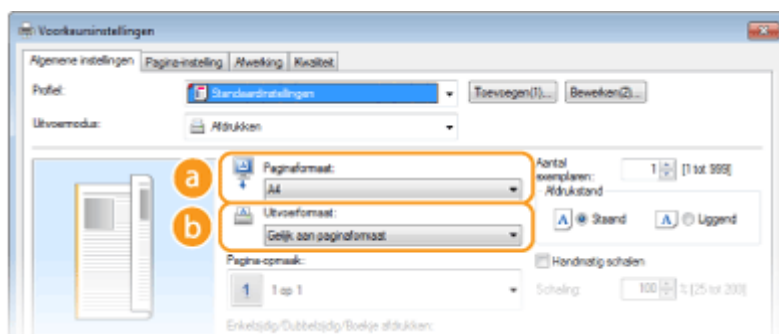 Voorkeursinstellingen
Algemene instellingen Pagina-instelling Afwerking Kwaliteit
Profiel: Standaardinstellingen Toevoegen(1)... Bewerken(2)...
Uitvoermodus: Afdrukken
a Paginaformaat: Aantal exemplaren: 1 [1 tot 999]
A4 Afdrukstand
b Uitvoerformaat: A Staand A Liggend
Gelijk aan paginaformaat
Pagina-opmaak: Handmatig schalen
1 1 op 1 Schaling: 100 % [25 tot 200]
Enkelzijdig/Dubbelzijdig/Boekje afdrukken: